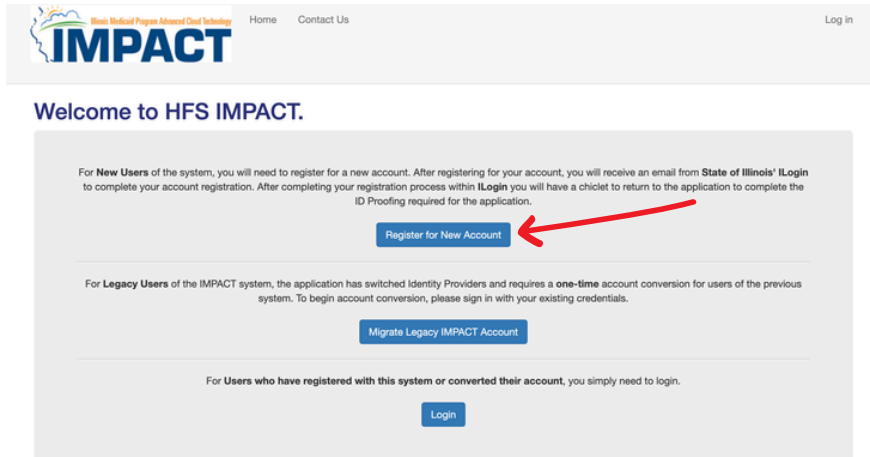 Illinois Medicaid Program Advanced Cloud Technology
IMPACT
Home Contact Us Log in
Welcome to HFS IMPACT.
For New Users of the system, you will need to register for a new account. After registering for your account, you will receive an email from State of Illinois' ILogin
to complete your account registration. After completing your registration process within ILogin you will have a chiclet to return to the application to complete the
ID Proofing required for the application.
Register for New Account
For Legacy Users of the IMPACT system, the application has switched Identity Providers and requires a one-time account conversion for users of the previous
system. To begin account conversion, please sign in with your existing credentials.
Migrate Legacy IMPACT Account
For Users who have registered with this system or converted their account, you simply need to login.
Login